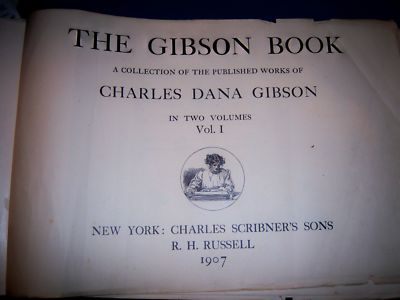 THE GIBSON BOOK
A COLLECTION OF THE PUBLISHED WORKS OF
CHARLES DANA GIBSON
IN TWO VOLUMES
Vol. I
NEW YORK: CHARLES SCRIBNER'S SONS
R. H. RUSSELL
1907